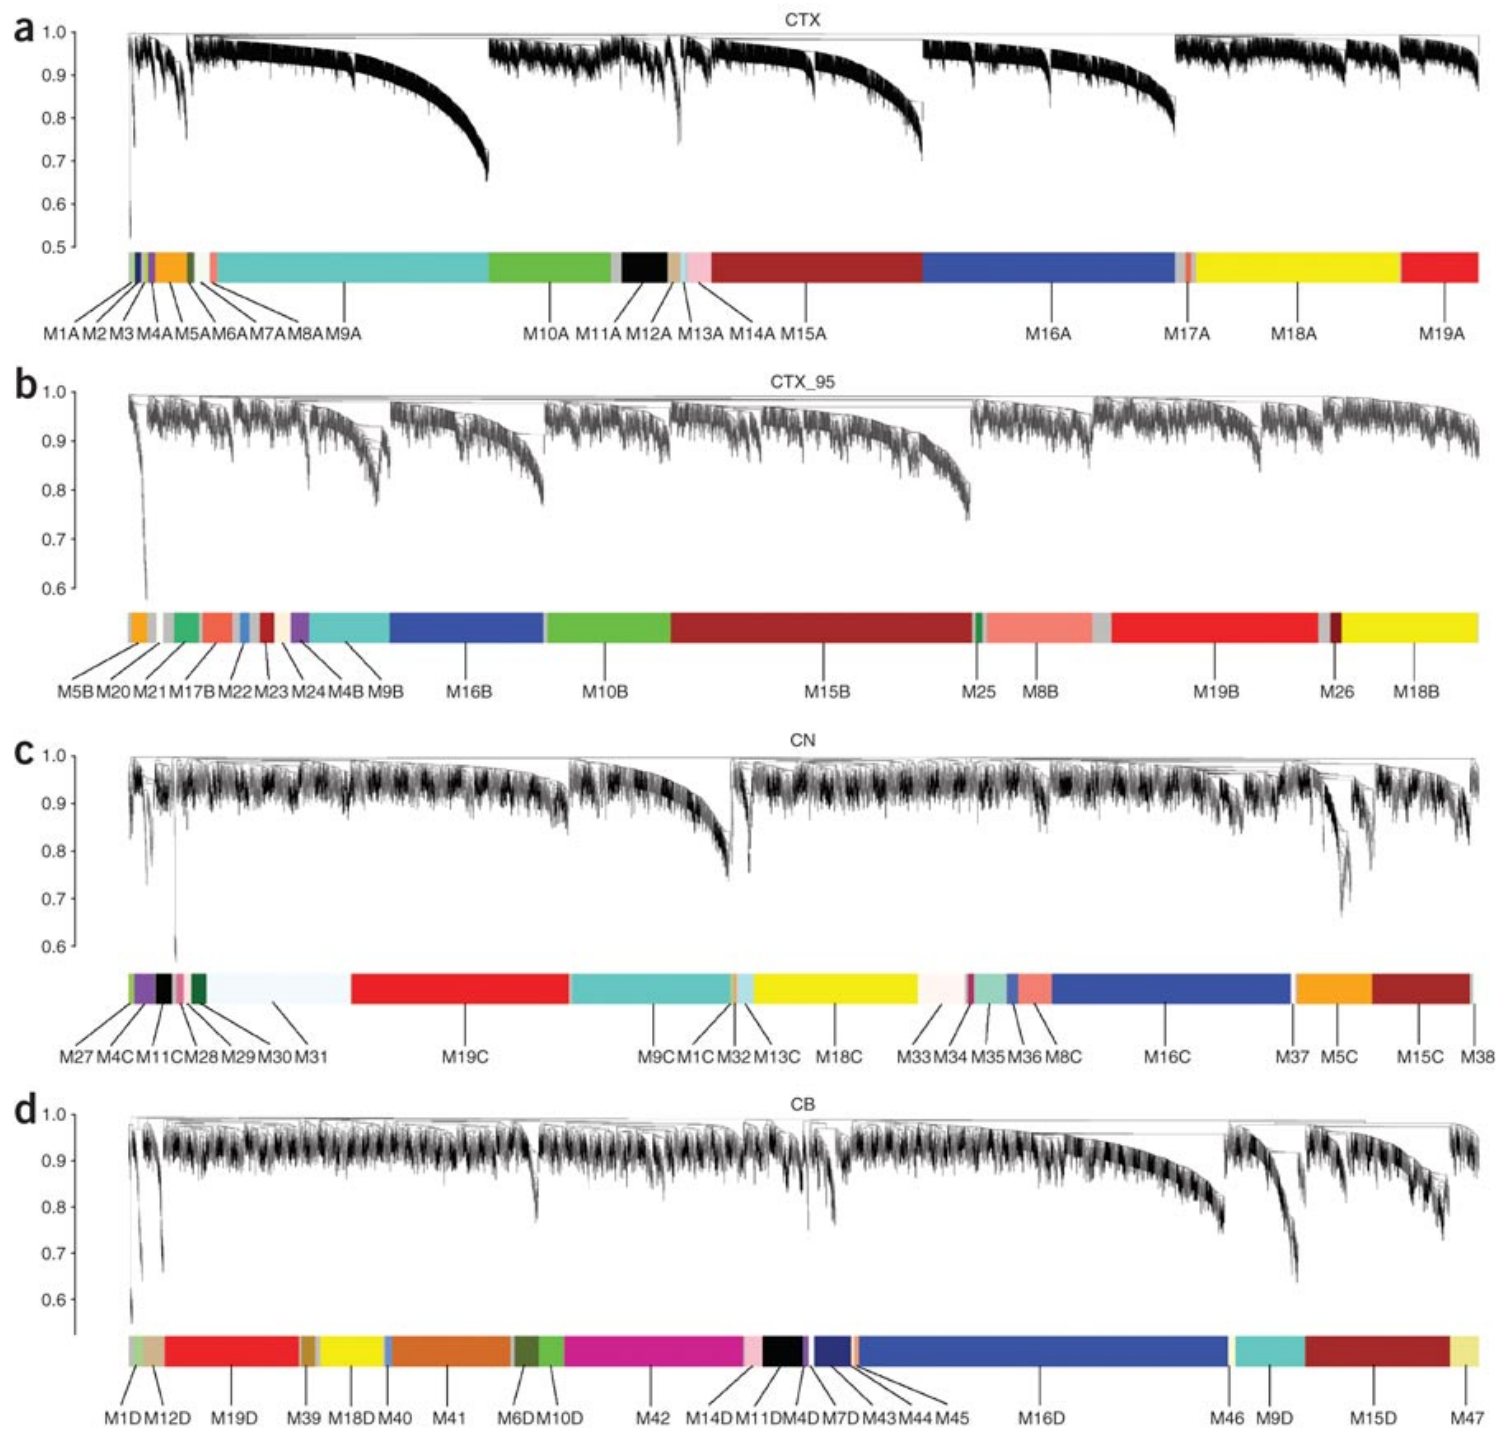 a
CTX
1.0
0.9
0.8
0.7
0.6
0.5
M1A M2 M3 M4A M5A M6A M7A M8A M9A M10A M11A M12A M13A M14A M15A M16A M17A M18A M19A
b
CTX_95
1.0
0.9
0.8
0.7
0.6
M5B M20 M21 M17B M22 M23 M24 M4B M9B M16B M10B M15B M25 M8B M19B M26 M18B
c
CN
1.0
0.9
0.8
0.7
0.6
M27 M4C M11C M28 M29 M30 M31 M19C M9C M1C M32 M13C M18C M33 M34 M35 M36 M8C M16C M37 M5C M15C M38
d
CB
1.0
0.9
0.8
0.7
0.6
M1D M12D M19D M39 M18D M40 M41 M6D M10D M42 M14D M11D M4D M7D M43 M44 M45 M16D M46 M9D M15D M47